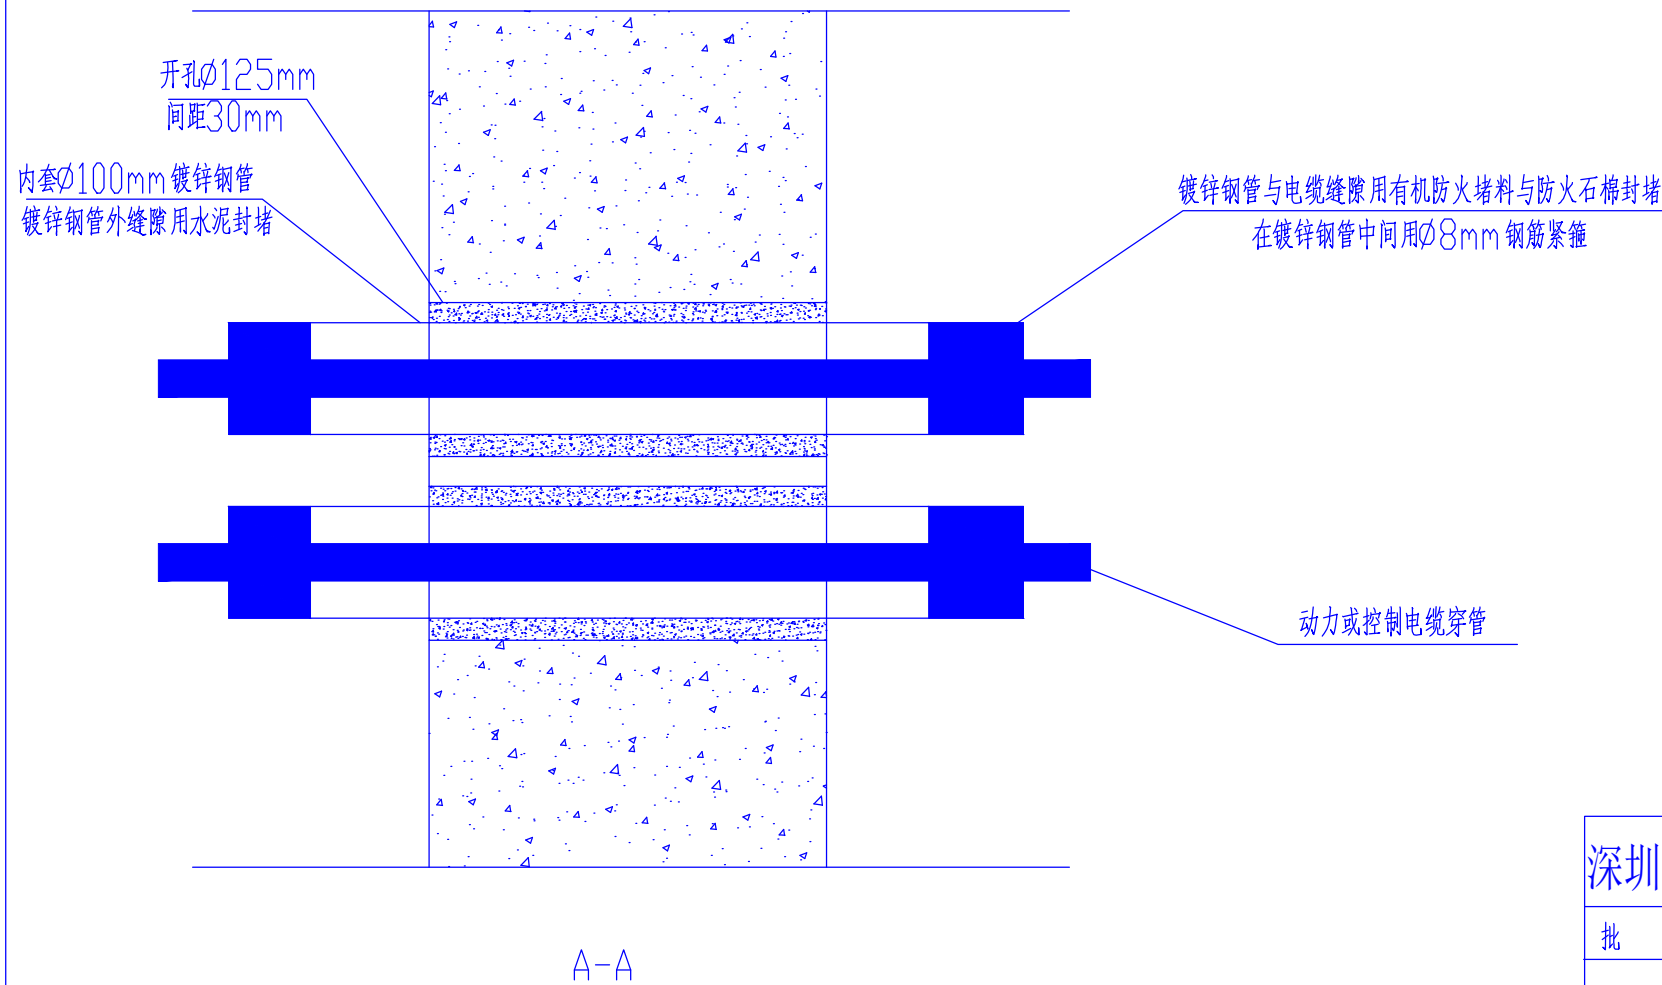 开孔Ø125mm
间距30mm
内套Ø100mm镀锌钢管
镀锌钢管外缝隙用水泥封堵
镀锌钢管与电缆缝隙用有机防火堵料与防火石棉封堵
在镀锌钢管中间用Ø8mm钢筋紧箍
动力或控制电缆穿管
深圳
批
A-A